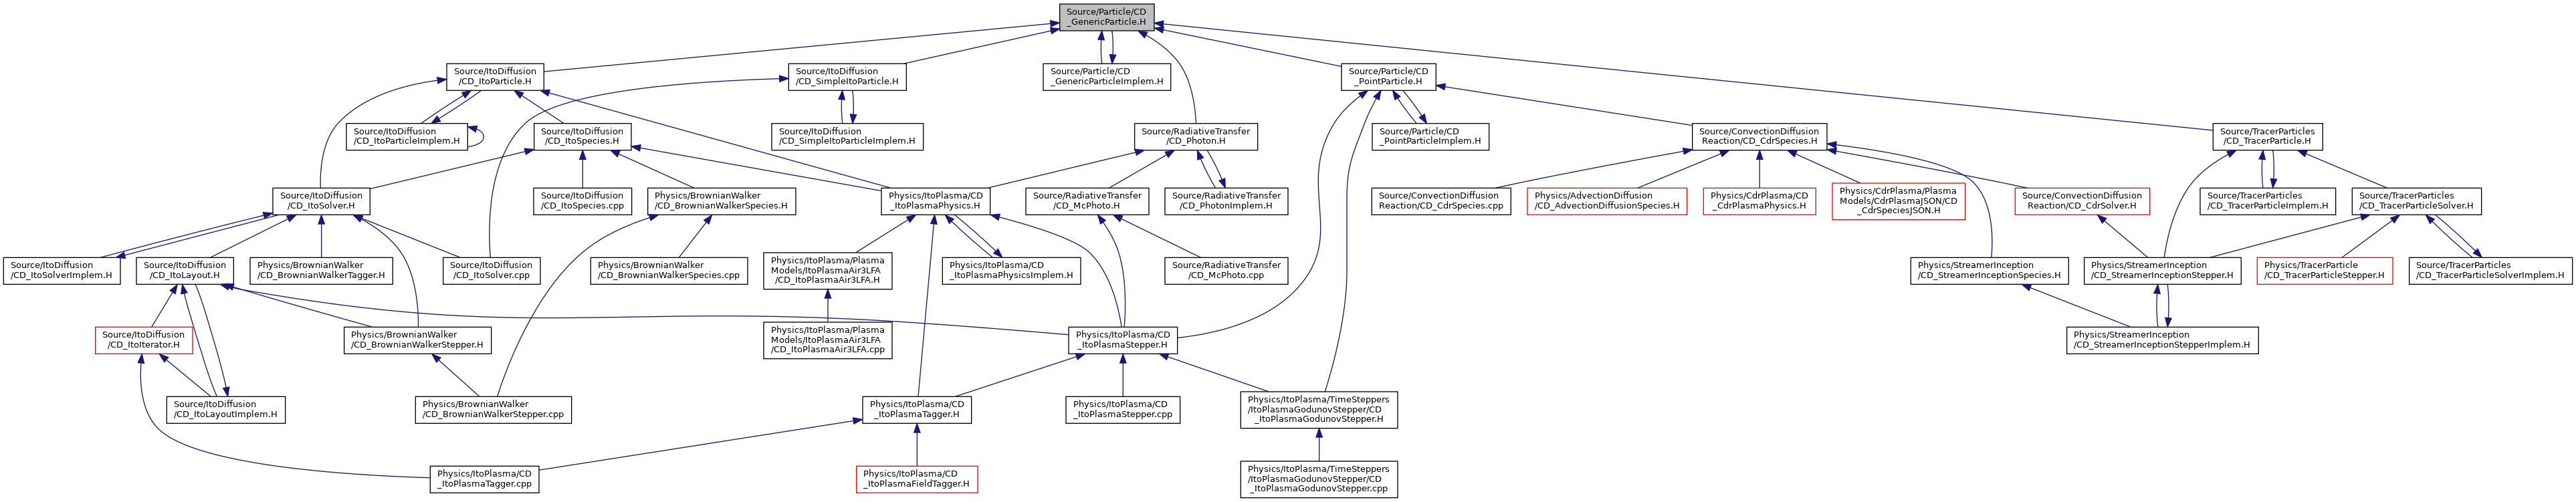 Source/Particle/CD
_GenericParticle.H
Source/ItoDiffusion
/CD_ItoParticle.H
Source/ItoDiffusion
/CD_SimpleItoParticle.H
Source/Particle/CD
_GenericParticleImplem.H
Source/Particle/CD
_PointParticle.H
Source/ItoDiffusion
/CD_ItoParticleImplem.H
Source/ItoDiffusion
/CD_ItoSpecies.H
Source/ItoDiffusion
/CD_SimpleItoParticleImplem.H
Source/RadiativeTransfer
/CD_Photon.H
Source/Particle/CD
_PointParticleImplem.H
Source/ConvectionDiffusion
Reaction/CD_CdrSpecies.H
Source/TracerParticles
/CD_TracerParticle.H
Source/ItoDiffusion
/CD_ItoSolver.H
Source/ItoDiffusion
/CD_ItoSpecies.cpp
Physics/BrownianWalker
/CD_BrownianWalkerSpecies.H
Physics/ItoPlasma/CD
_ItoPlasmaPhysics.H
Source/RadiativeTransfer
/CD_McPhoto.H
Source/RadiativeTransfer
/CD_PhotonImplem.H
Source/ConvectionDiffusion
Reaction/CD_CdrSpecies.cpp
Physics/AdvectionDiffusion
/CD_AdvectionDiffusionSpecies.H
Physics/CdrPlasma/CD
_CdrPlasmaPhysics.H
Physics/CdrPlasma/Plasma
Models/CdrPlasmaJSON/CD
_CdrSpeciesJSON.H
Source/ConvectionDiffusion
Reaction/CD_CdrSolver.H
Source/TracerParticles
/CD_TracerParticleImplem.H
Source/TracerParticles
/CD_TracerParticleSolver.H
Source/ItoDiffusion
/CD_ItoSolverImplem.H
Source/ItoDiffusion
/CD_ItoLayout.H
Physics/BrownianWalker
/CD_BrownianWalkerTagger.H
Source/ItoDiffusion
/CD_ItoSolver.cpp
Physics/BrownianWalker
/CD_BrownianWalkerSpecies.cpp
Physics/ItoPlasma/Plasma
Models/ItoPlasmaAir3LFA
/CD_ItoPlasmaAir3LFA.H
Physics/ItoPlasma/CD
_ItoPlasmaPhysicsImplem.H
Source/RadiativeTransfer
/CD_McPhoto.cpp
Physics/StreamerInception
/CD_StreamerInceptionSpecies.H
Physics/StreamerInception
/CD_StreamerInceptionStepper.H
Physics/TracerParticle
/CD_TracerParticleStepper.H
Source/TracerParticles
/CD_TracerParticleSolverImplem.H
Source/ItoDiffusion
/CD_ItoIterator.H
Physics/BrownianWalker
/CD_BrownianWalkerStepper.H
Physics/ItoPlasma/Plasma
Models/ItoPlasmaAir3LFA
/CD_ItoPlasmaAir3LFA.cpp
Physics/ItoPlasma/CD
_ItoPlasmaStepper.H
Physics/StreamerInception
/CD_StreamerInceptionStepperImplem.H
Source/ItoDiffusion
/CD_ItoLayoutImplem.H
Physics/BrownianWalker
/CD_BrownianWalkerStepper.cpp
Physics/ItoPlasma/CD
_ItoPlasmaTagger.H
Physics/ItoPlasma/CD
_ItoPlasmaStepper.cpp
Physics/ItoPlasma/TimeSteppers
/ItoPlasmaGodunovStepper/CD
_ItoPlasmaGodunovStepper.H
Physics/ItoPlasma/CD
_ItoPlasmaTagger.cpp
Physics/ItoPlasma/CD
_ItoPlasmaFieldTagger.H
Physics/ItoPlasma/TimeSteppers
/ItoPlasmaGodunovStepper/CD
_ItoPlasmaGodunovStepper.cpp